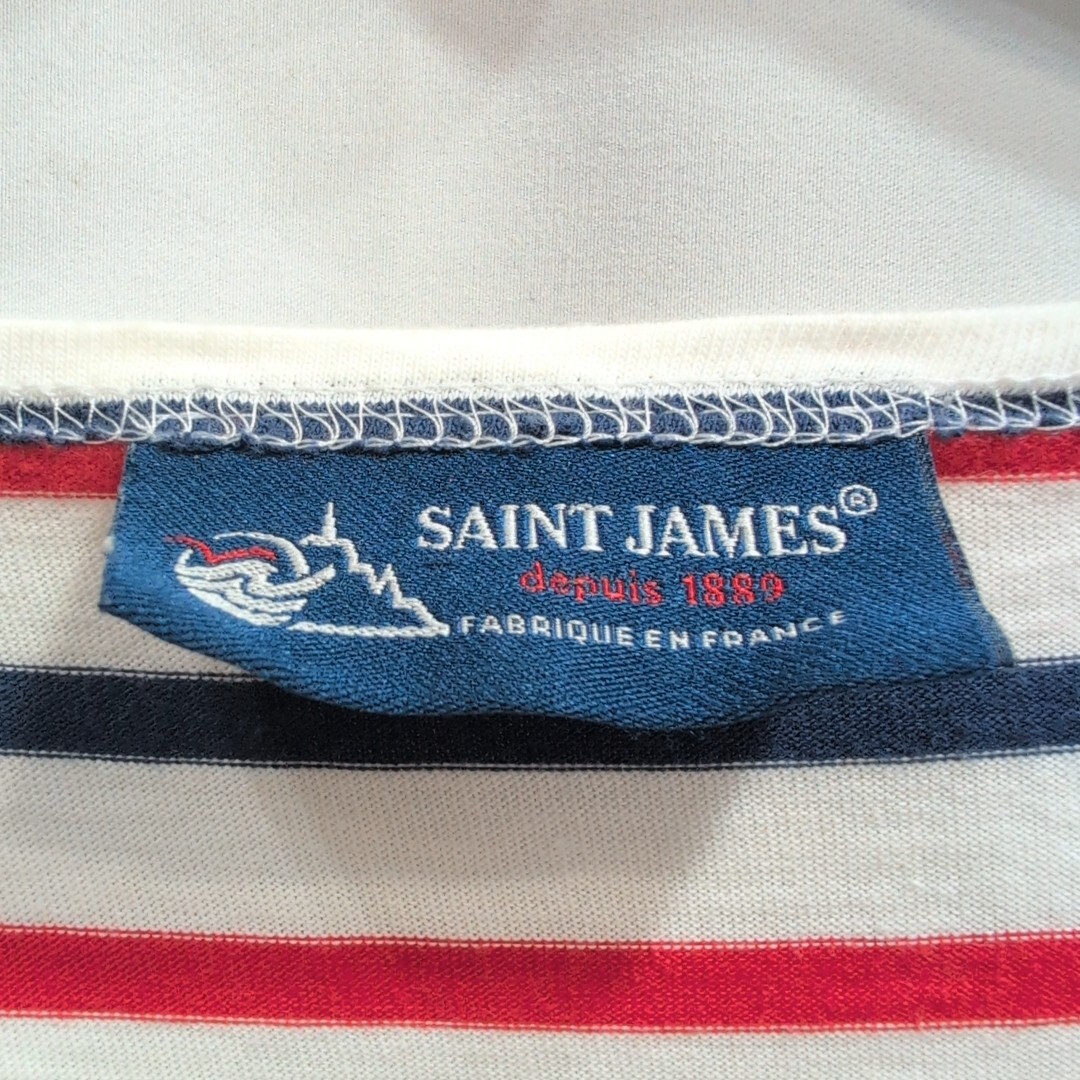 SAINT JAMES®
depuis 1889
FABRIQUE EN FRANCE